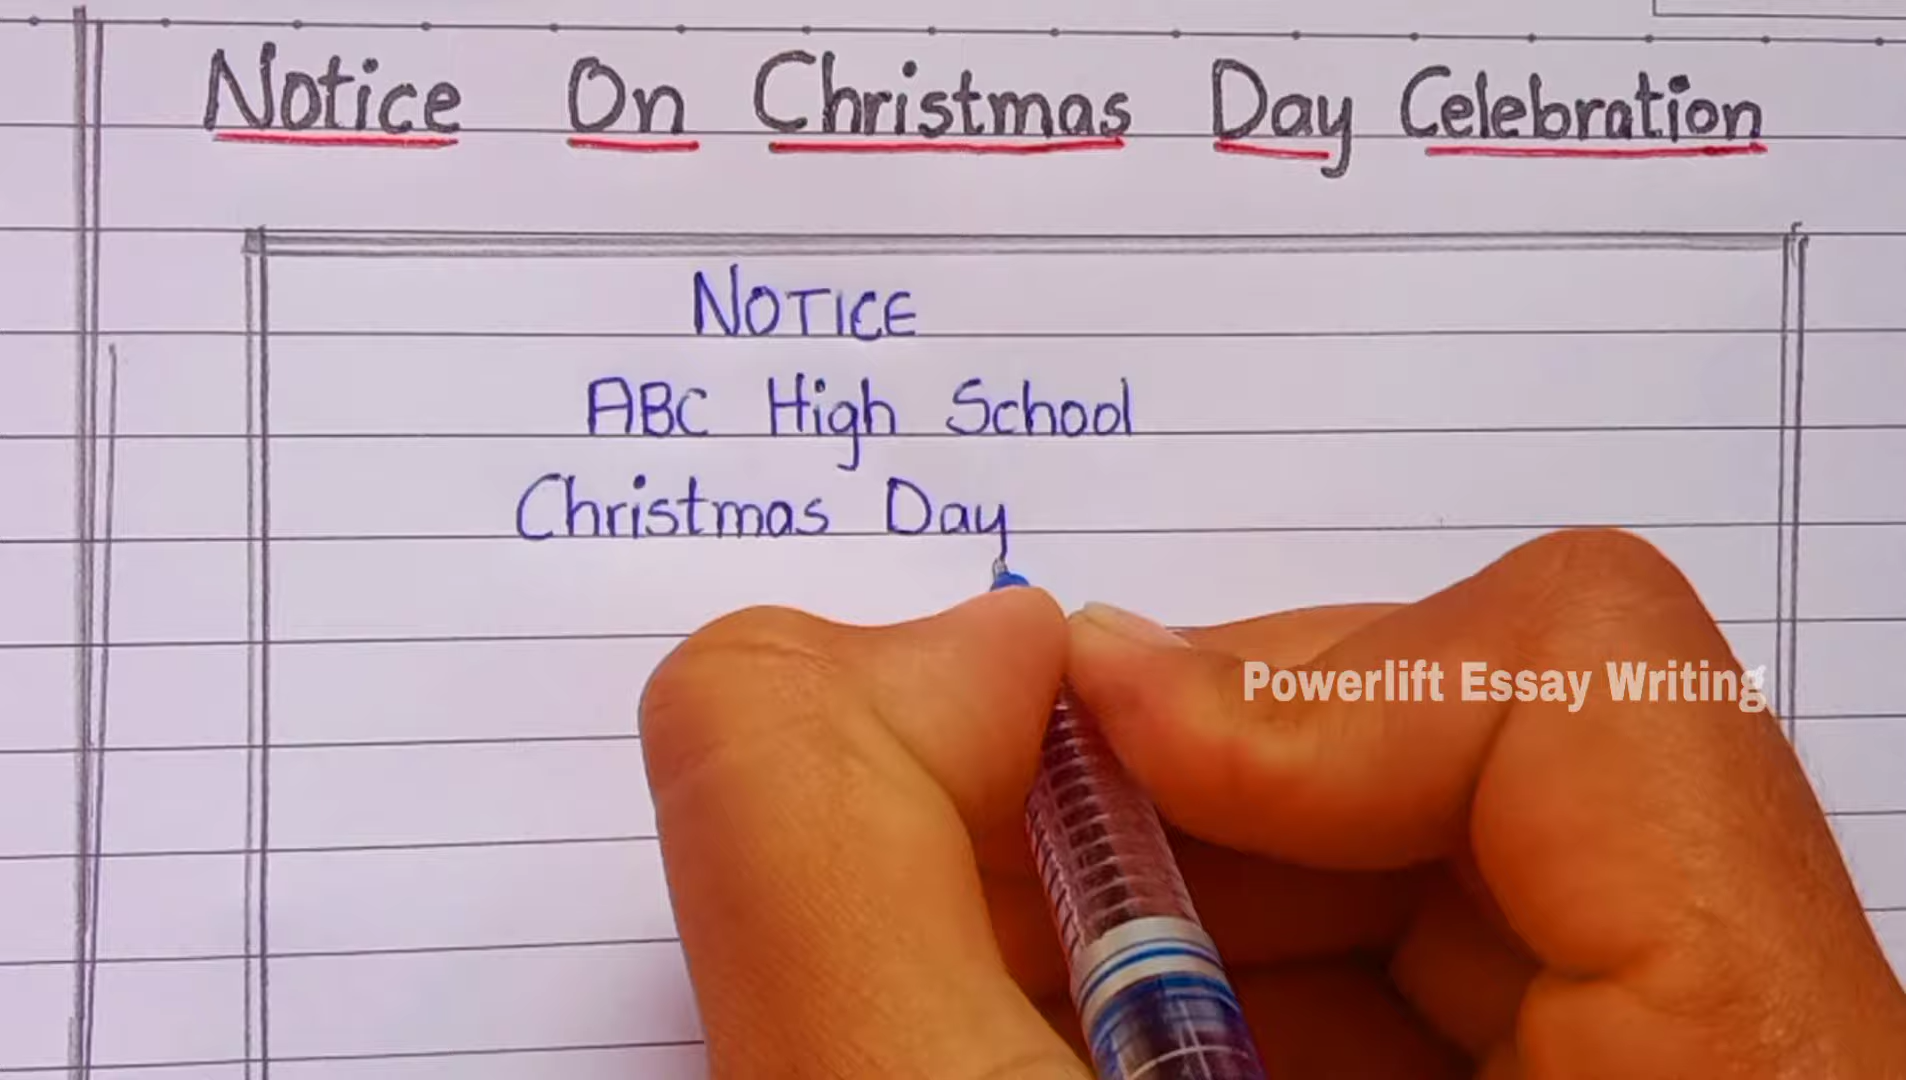 Notice On Christmas Day Celebration
NOTICE
ABC High School
Christmas Day
Powerlift Essay Writing